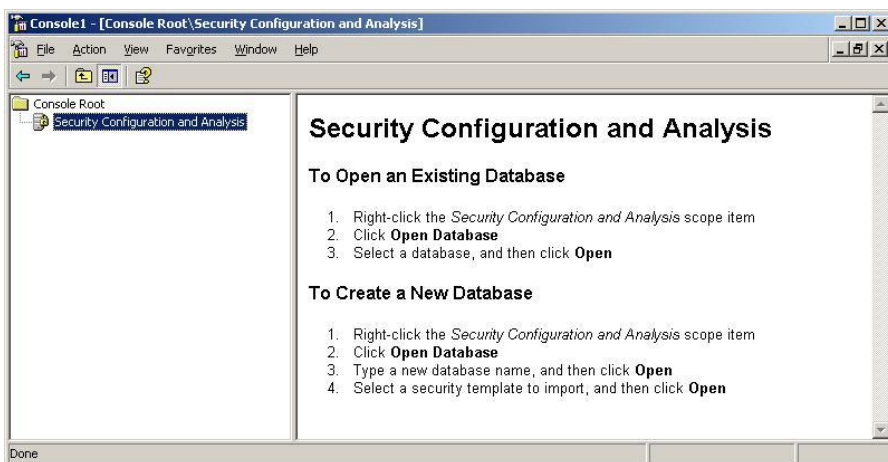 Console1 - [Console Root\Security Configuration and Analysis]
File Action View Favorites Window Help
Console Root
Security Configuration and Analysis
Security Configuration and Analysis
To Open an Existing Database
1. Right-click the Security Configuration and Analysis scope item
2. Click Open Database
3. Select a database, and then click Open
To Create a New Database
1. Right-click the Security Configuration and Analysis scope item
2. Click Open Database
3. Type a new database name, and then click Open
4. Select a security template to import, and then click Open
Done